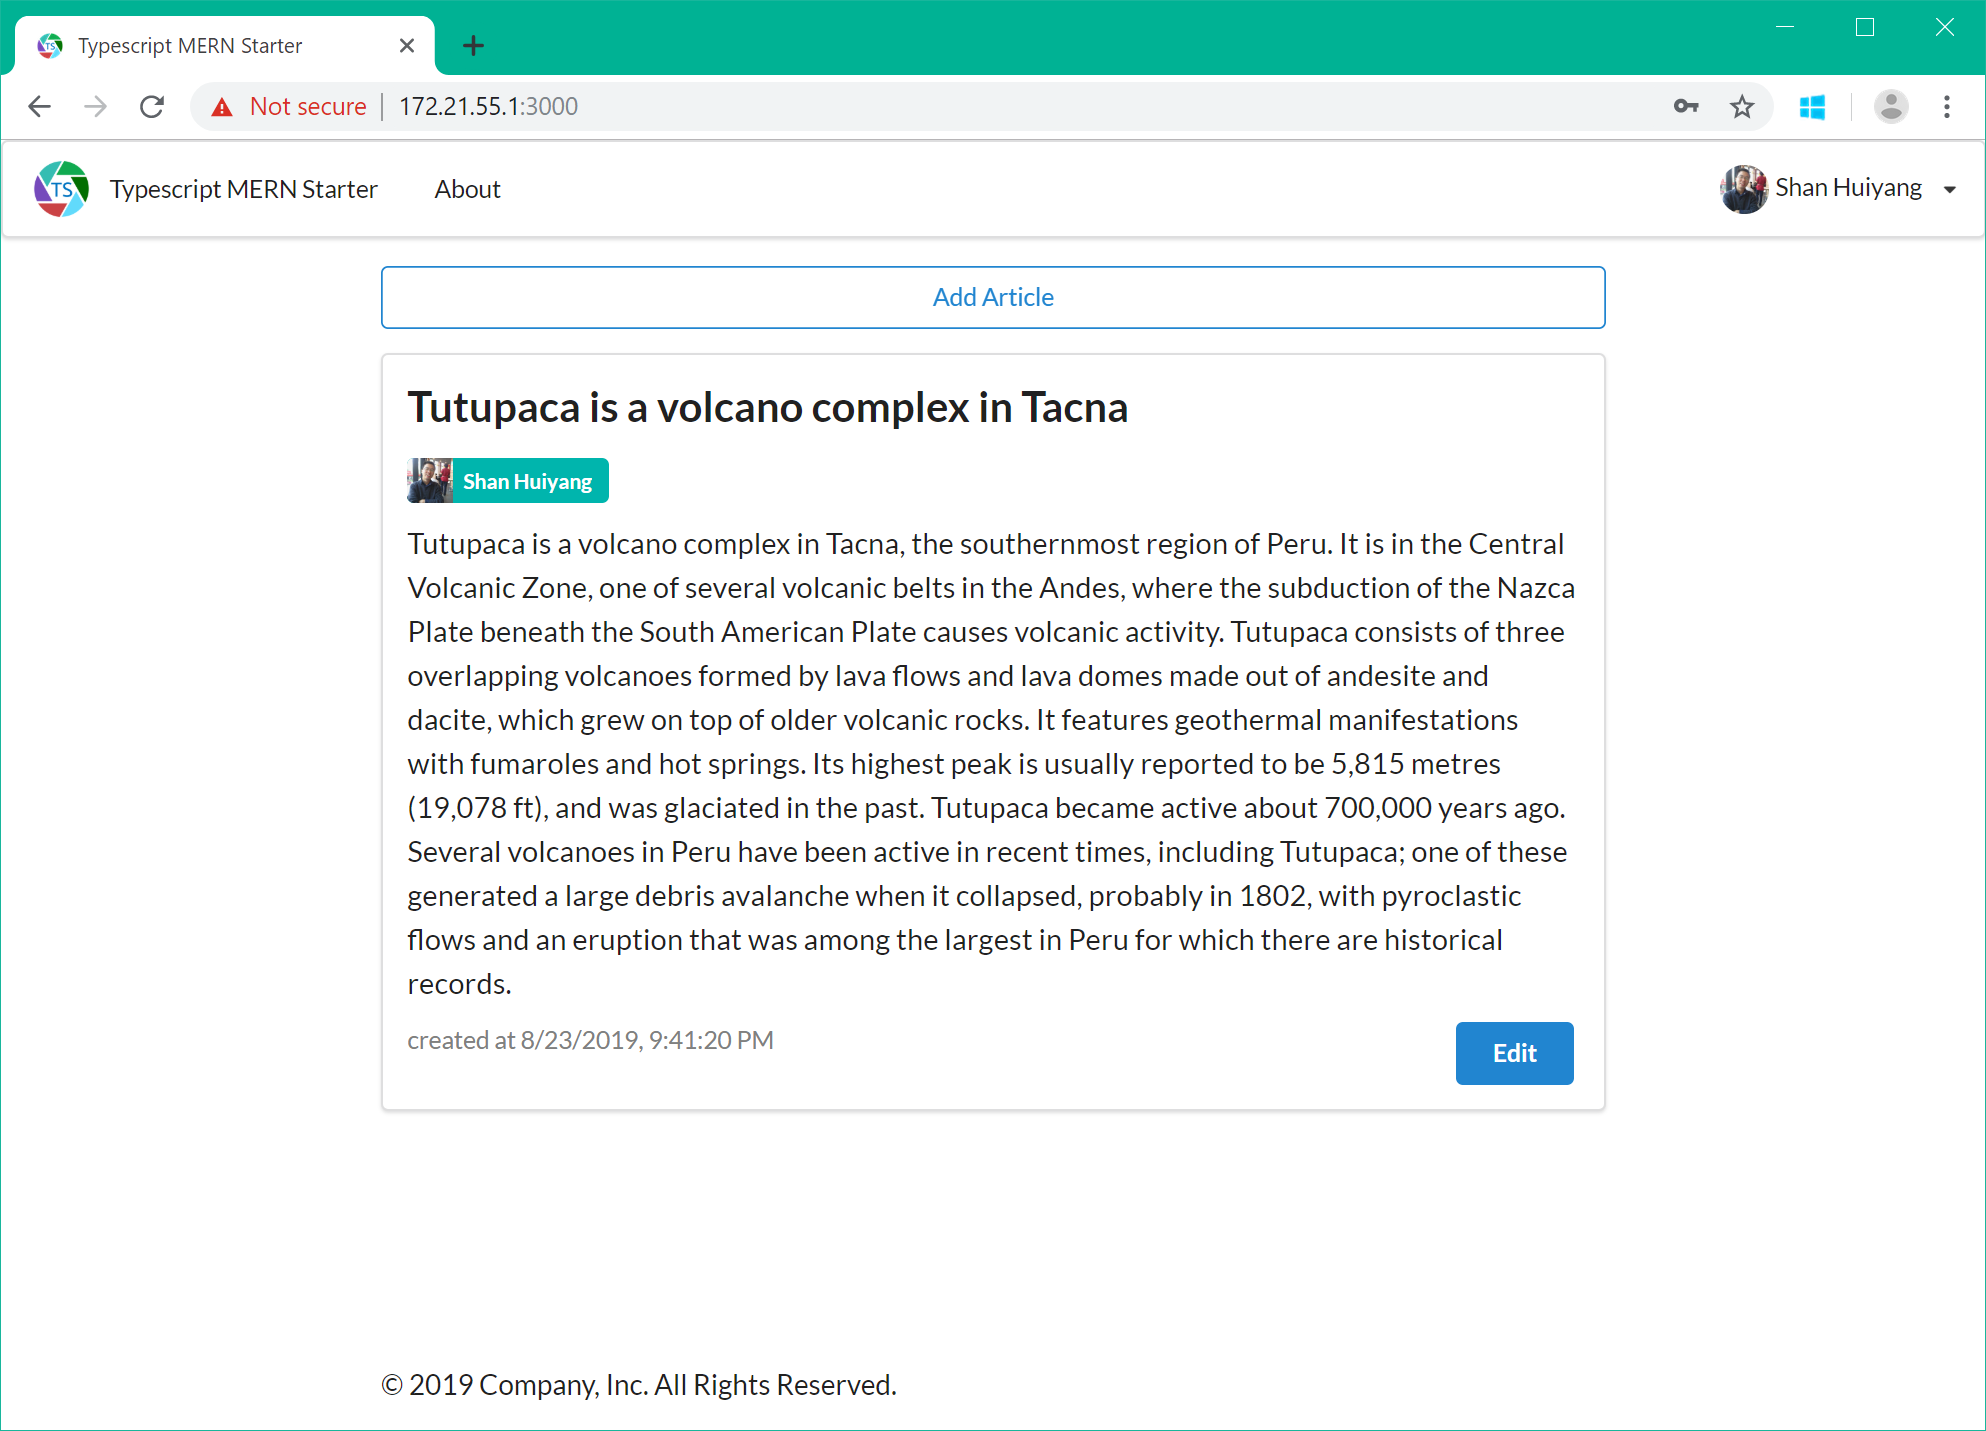 Typescript MERN Starter
Not secure
172.21.55.1:3000
TS
Typescript MERN Starter
About
Shan Huiyang
Add Article
Tutupaca is a volcano complex in Tacna
Shan Huiyang
Tutupaca is a volcano complex in Tacna, the southernmost region of Peru. It is in the Central
Volcanic Zone, one of several volcanic belts in the Andes, where the subduction of the Nazca
Plate beneath the South American Plate causes volcanic activity. Tutupaca consists of three
overlapping volcanoes formed by lava flows and lava domes made out of andesite and
dacite, which grew on top of older volcanic rocks. It features geothermal manifestations
with fumaroles and hot springs. Its highest peak is usually reported to be 5,815 metres
(19,078 ft), and was glaciated in the past. Tutupaca became active about 700,000 years ago.
Several volcanoes in Peru have been active in recent times, including Tutupaca; one of these
generated a large debris avalanche when it collapsed, probably in 1802, with pyroclastic
flows and an eruption that was among the largest in Peru for which there are historical
records.
created at 8/23/2019, 9:41:20 PM
Edit
© 2019 Company, Inc. All Rights Reserved.